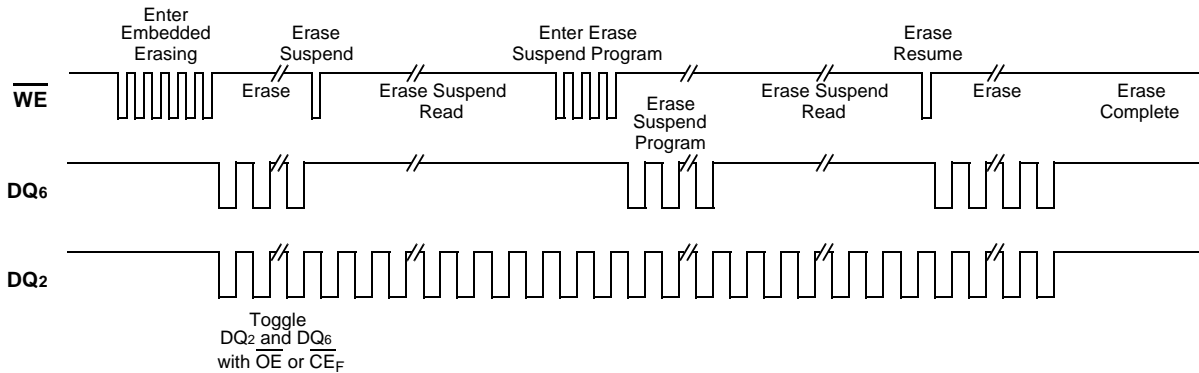 Enter
Embedded
Erasing
Erase
Suspend
Enter Erase
Suspend Program
Erase
Resume
WE
Erase
Erase Suspend
Read
Erase
Suspend
Program
Erase Suspend
Read
Erase
Erase
Complete
DQ6
DQ2
Toggle
DQ2 and DQ6
with OE or CEF